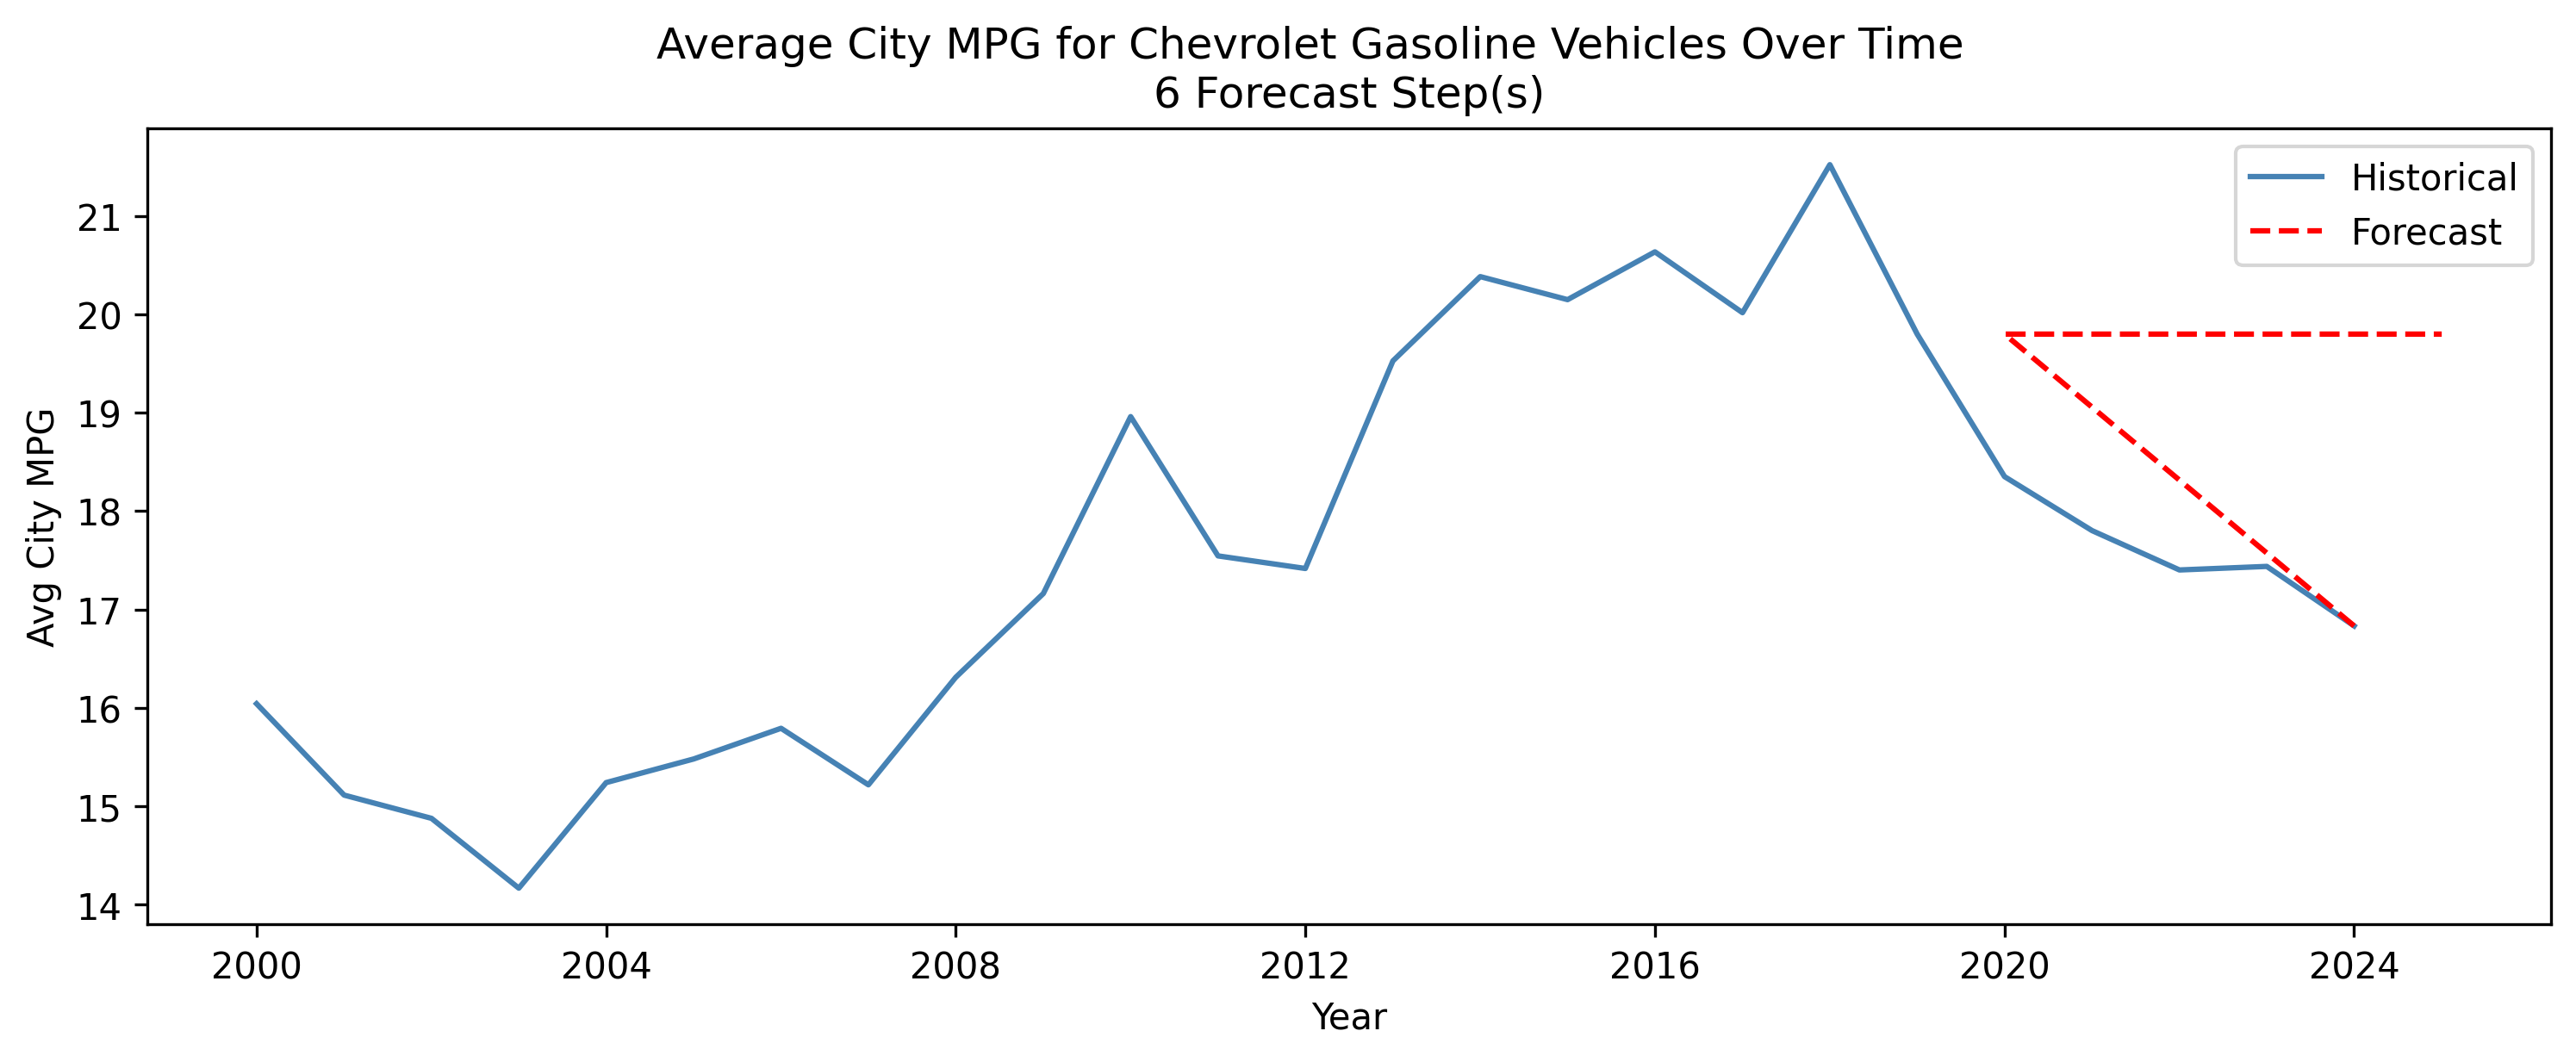 Average City MPG for Chevrolet Gasoline Vehicles Over Time
6 Forecast Step(s)
Historical
Forecast
21
20
19
18
17
16
15
14
Avg City MPG
2000
2004
2008
2012
2016
2020
2024
Year